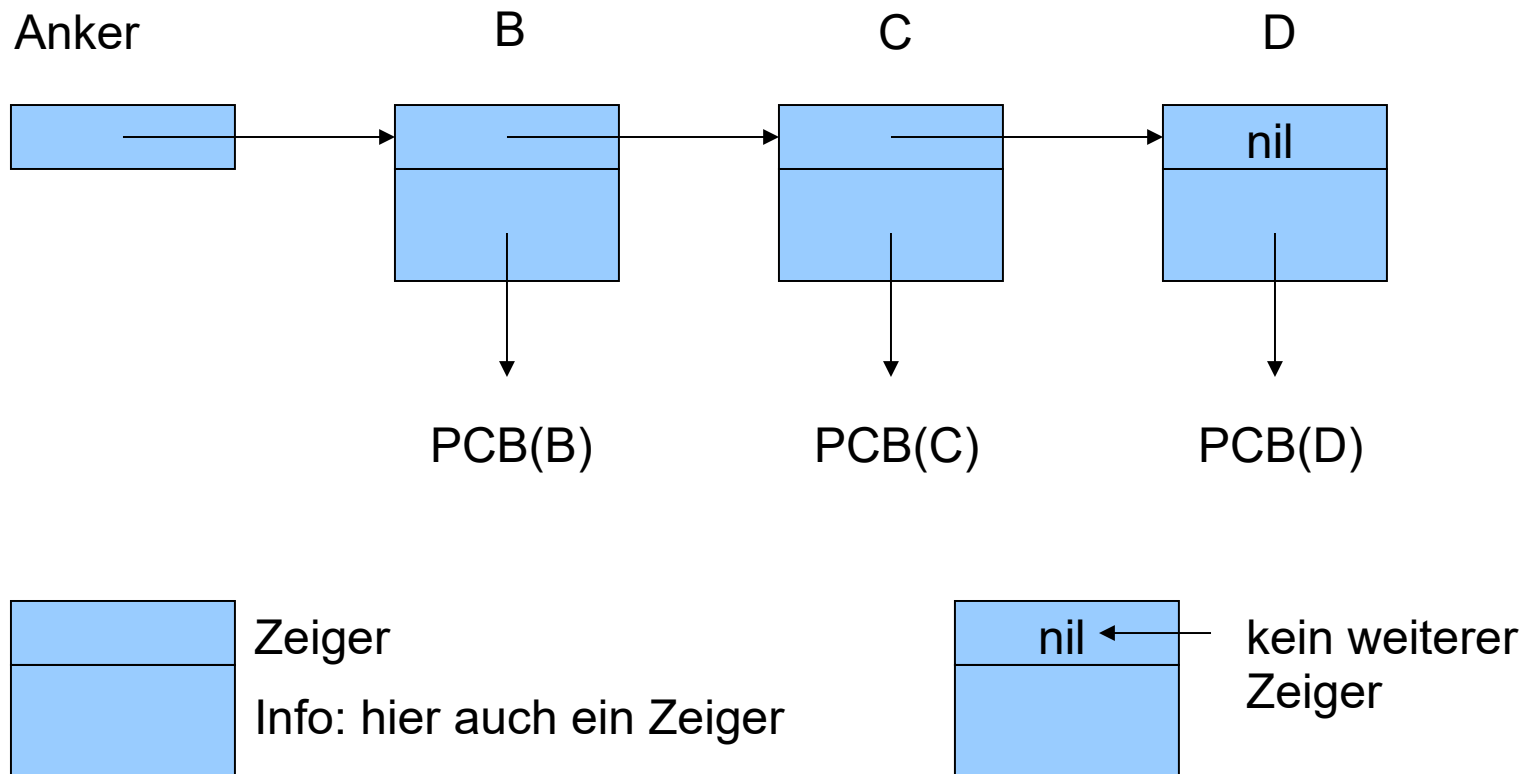 Anker
B
C
D
nil
PCB(B)
PCB(C)
PCB(D)
Zeiger
Info: hier auch ein Zeiger
nil
kein weiterer
Zeiger